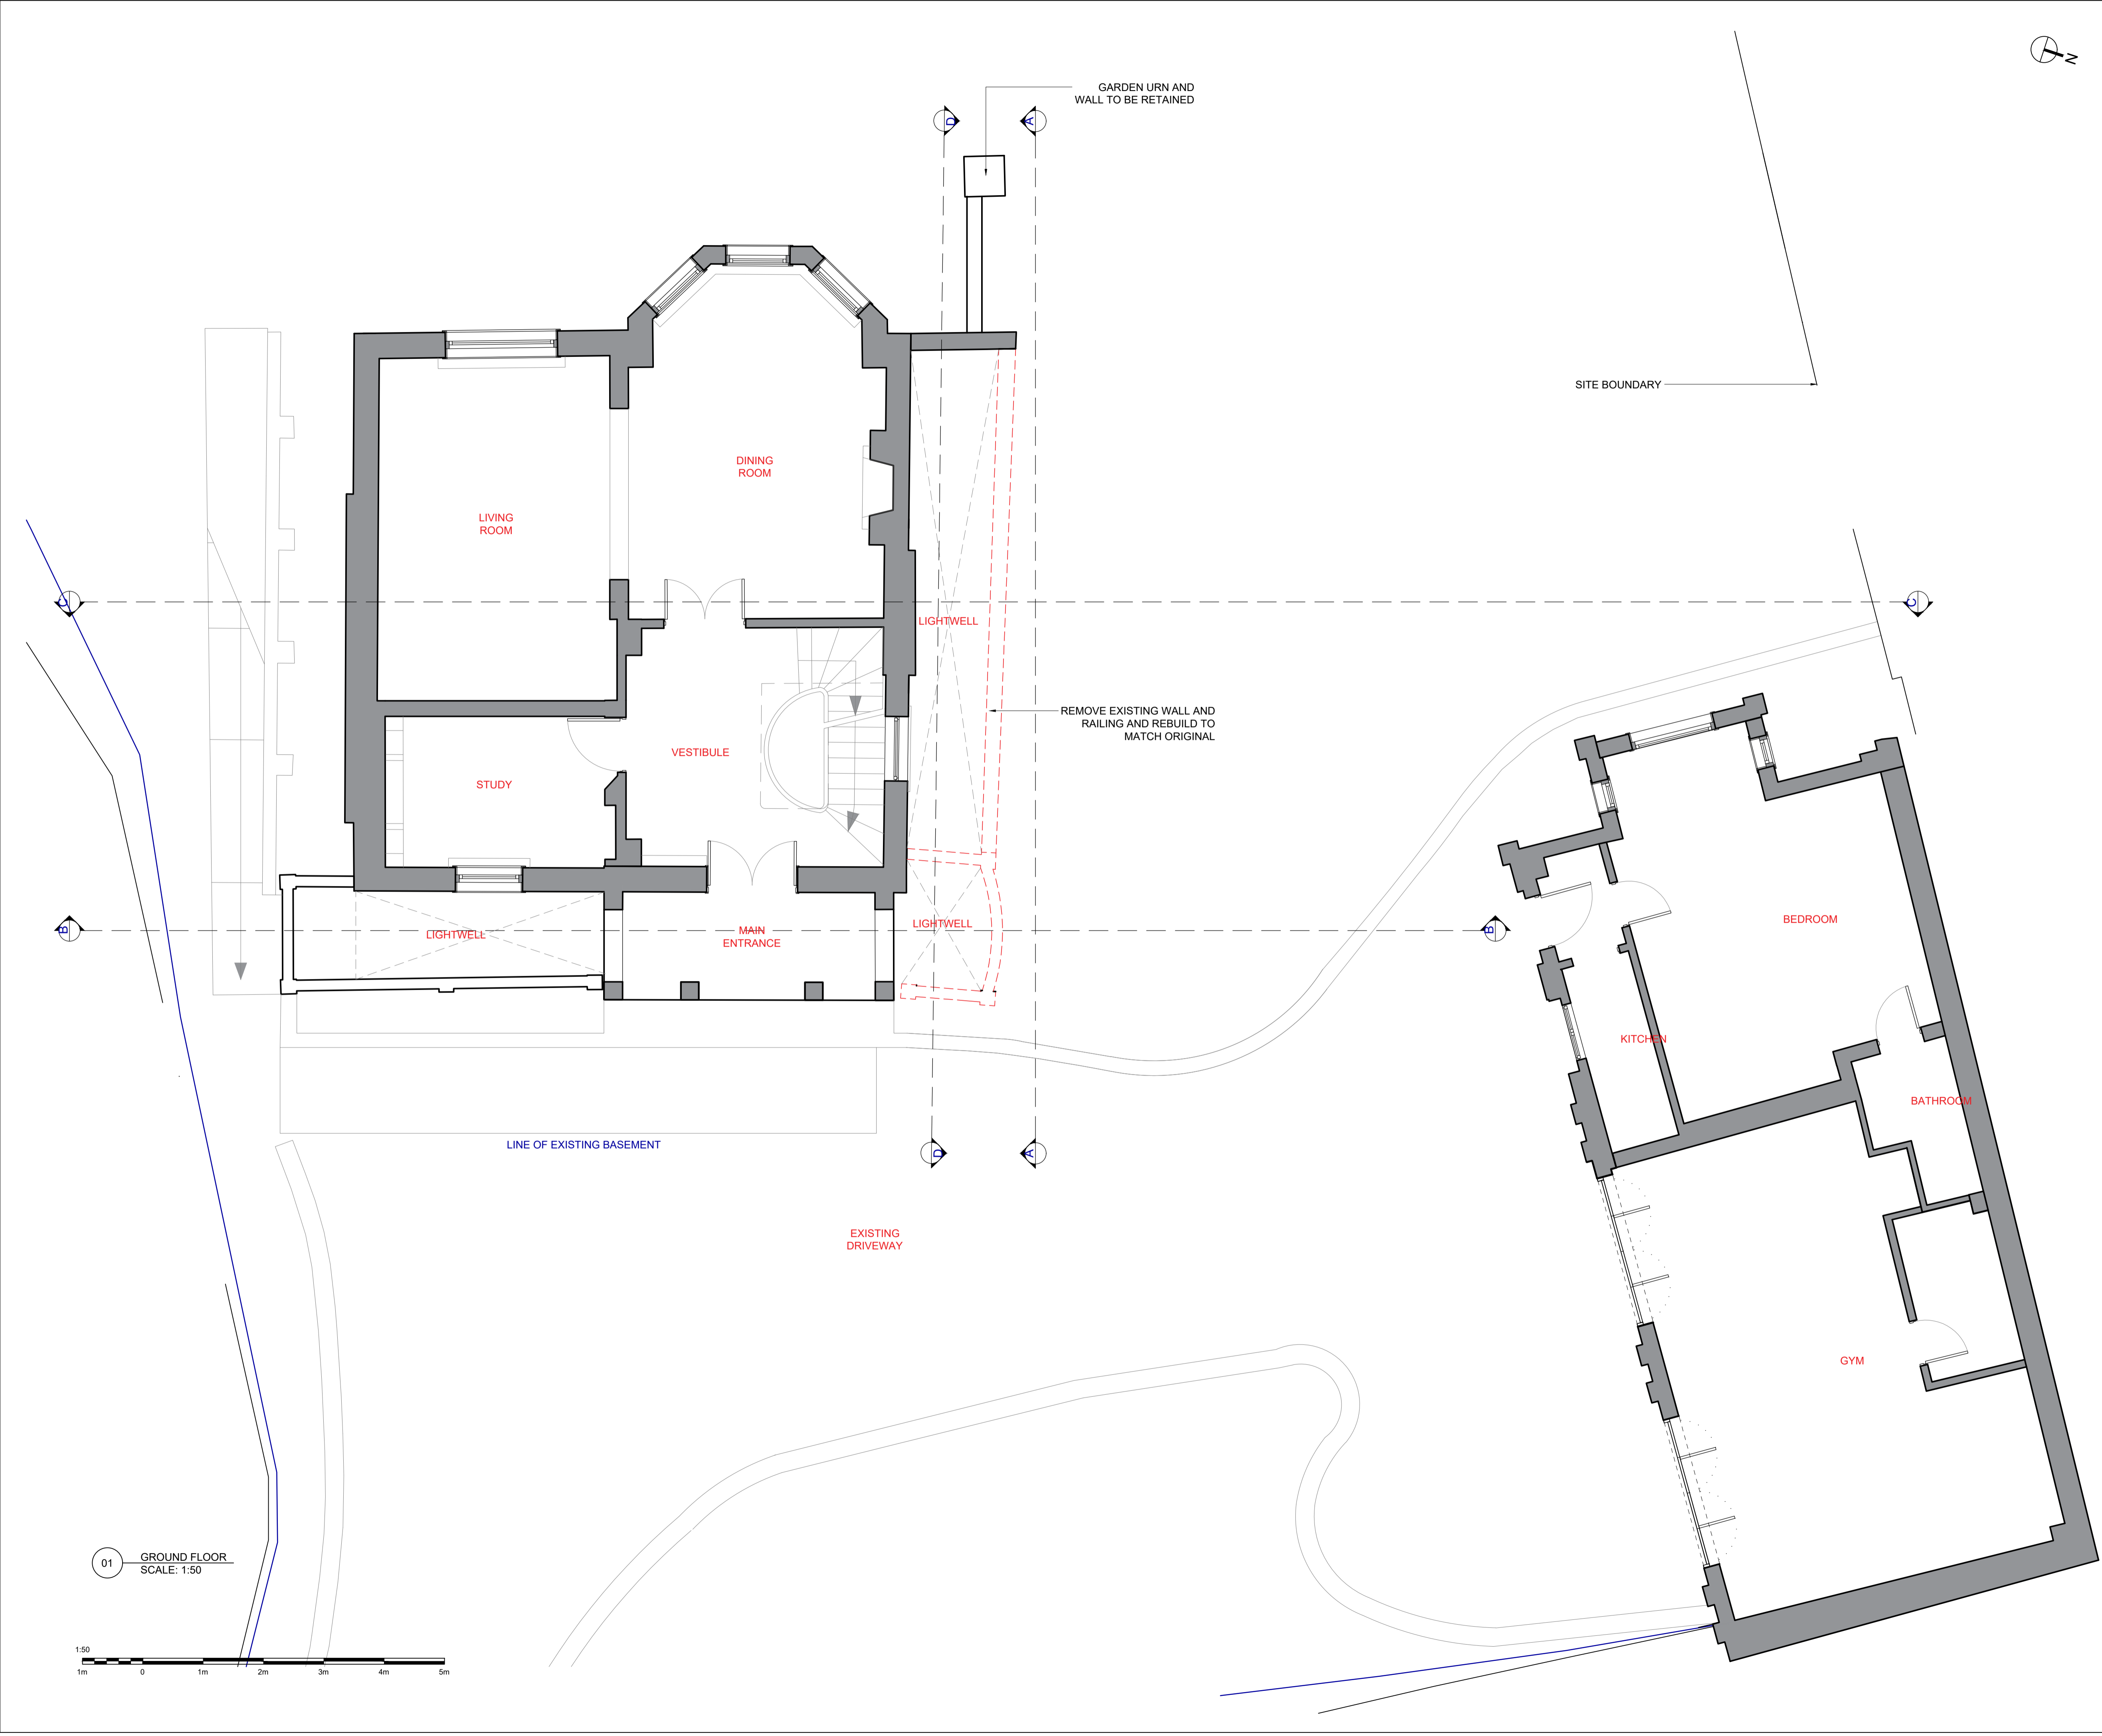 N
GARDEN URN AND
WALL TO BE RETAINED
D
A
SITE BOUNDARY
DINING
ROOM
LIVING
ROOM
C
C
LIGHTWELL
REMOVE EXISTING WALL AND
RAILING AND REBUILD TO
MATCH ORIGINAL
VESTIBULE
STUDY
BEDROOM
B
LIGHTWELL
MAIN
ENTRANCE
LIGHTWELL
B
KITCHEN
BATHROOM
LINE OF EXISTING BASEMENT
D
A
EXISTING
DRIVEWAY
GYM
01
GROUND FLOOR
SCALE: 1:50
1:50
1m 0 1m 2m 3m 4m 5m